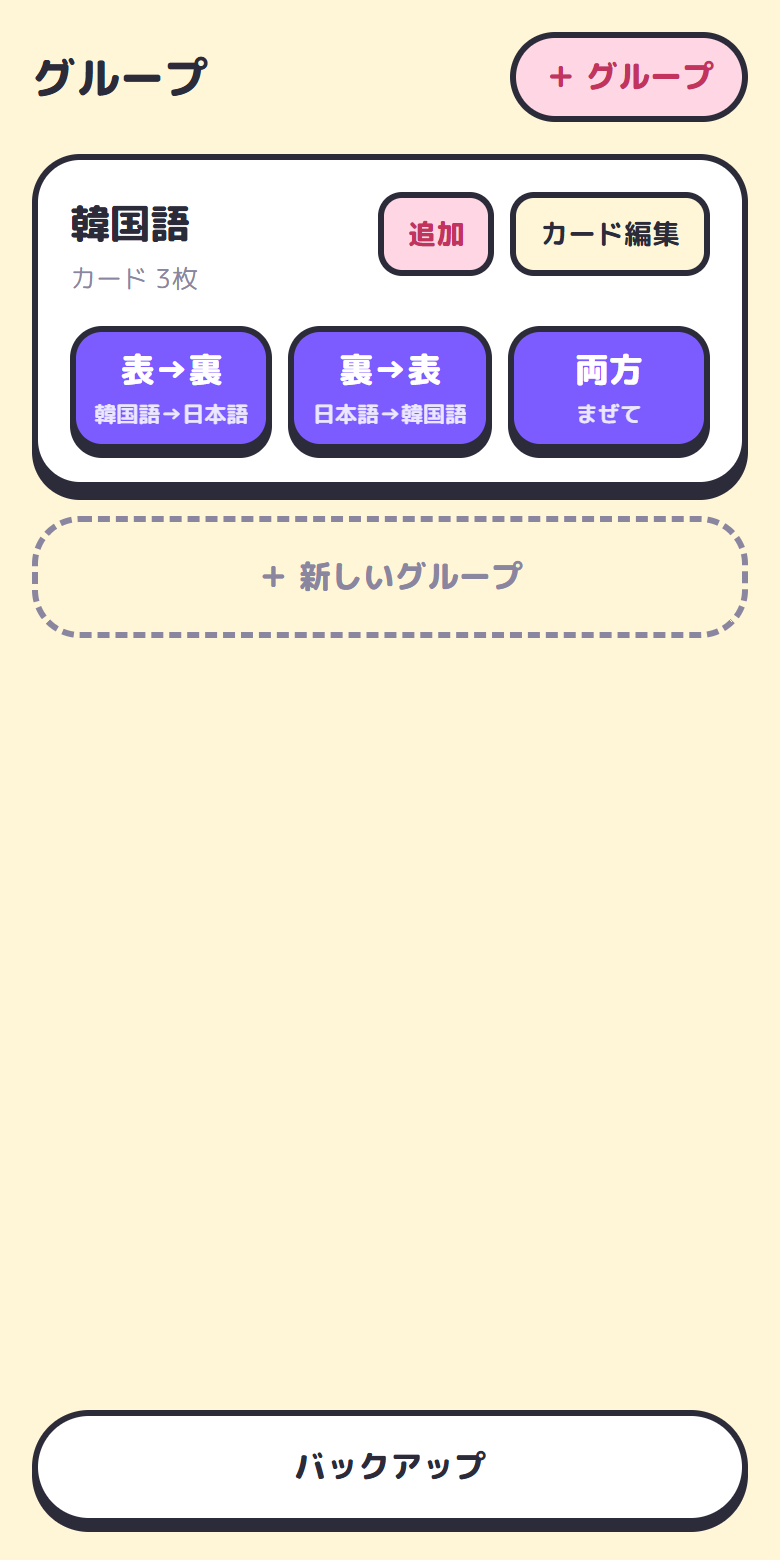 グループ
+ グループ
韓国語
カード 3枚
追加
カード編集
表→裏
韓国語→日本語
裏→表
日本語→韓国語
両方
まぜて
+ 新しいグループ
バックアップ